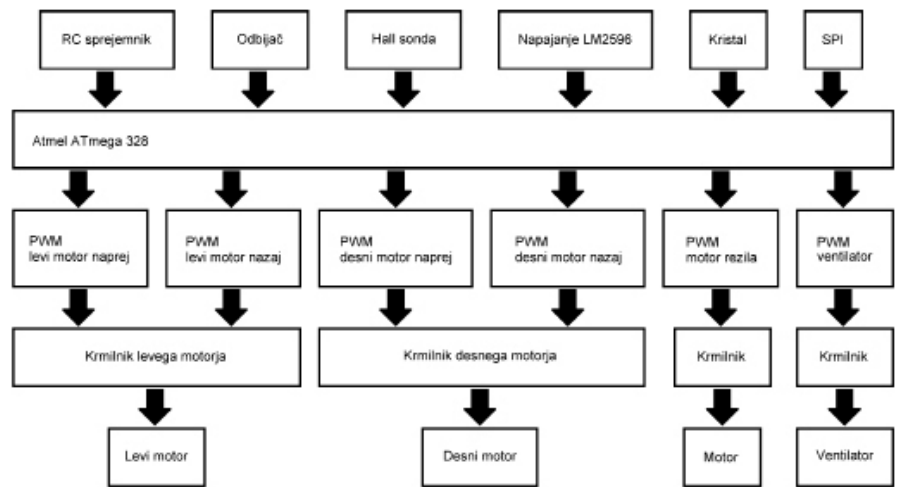 RC sprejemnik
Odbijač
Hall sonda
Napajanje LM2596
Kristal
SPI
Atmel ATmega 328
PWM
levi motor naprej
PWM
levi motor nazaj
PWM
desni motor naprej
PWM
desni motor nazaj
PWM
motor rezila
PWM
ventilator
Krmilnik levega motorja
Krmilnik desnega motorja
Krmilnik
Krmilnik
Levi motor
Desni motor
Motor
Ventilator